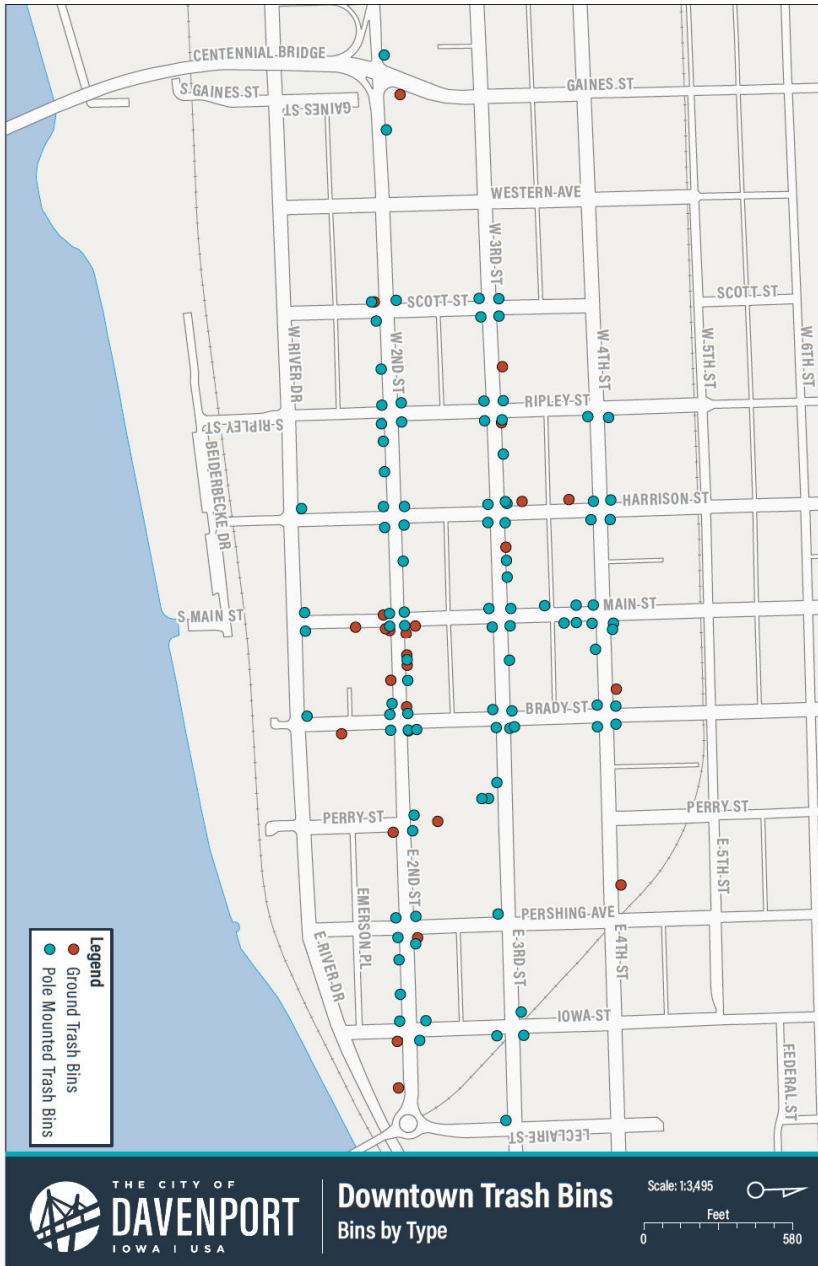 CENTENNIAL BRIDGE
S GAINES ST
GAINES ST
GAINES ST
WESTERN AVE
W 3RD ST
SCOTT ST
SCOTT ST
W RIVER DR
W 2ND ST
W 4TH ST
W 5TH ST
W 6TH ST
RIPLEY ST
S RIPLEY ST
BEIDERBECKE DR
HARRISON ST
S MAIN ST
MAIN ST
BRADY ST
PERRY ST
PERRY ST
E 2ND ST
E 5TH ST
EMERSON PL
PERSHING AVE
E RIVER DR
E 3RD ST
E 4TH ST
IOWA ST
FEDERAL ST
LECLAIRE ST
Legend
Ground Trash Bins
Pole Mounted Trash Bins
THE CITY OF
DAVENPORT
IOWA | USA
Downtown Trash Bins
Bins by Type
Scale: 1:3,495
Feet
0 580